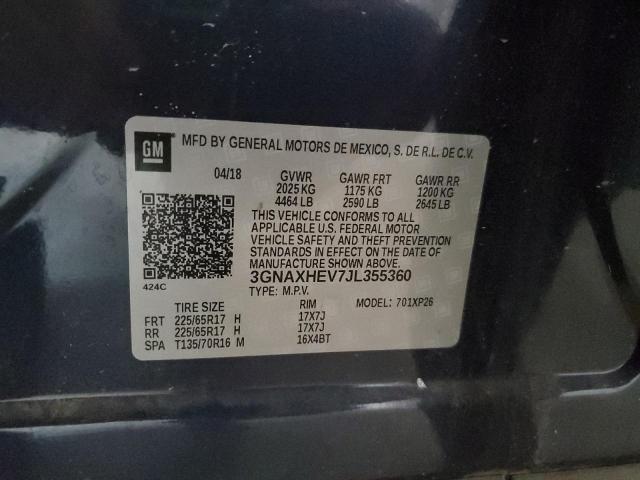 GM
MFD BY GENERAL MOTORS DE MEXICO, S. DE R.L. DE C.V.
04/18 GVWR GAWR FRT GAWR RR
2025 KG 1175 KG 1200 KG
4464 LB 2590 LB 2645 LB
THIS VEHICLE CONFORMS TO ALL
APPLICABLE U.S. FEDERAL MOTOR
VEHICLE SAFETY AND THEFT PREVENTION
STANDARDS IN EFFECT ON THE DATE OF
MANUFACTURE SHOWN ABOVE.
424C 3GNAXHEV7JL355360
TYPE: M.P.V. MODEL: 701XP26
TIRE SIZE RIM
FRT 225/65R17 H 17X7J
RR 225/65R17 H 17X7J
SPA T135/70R16 M 16X4BT